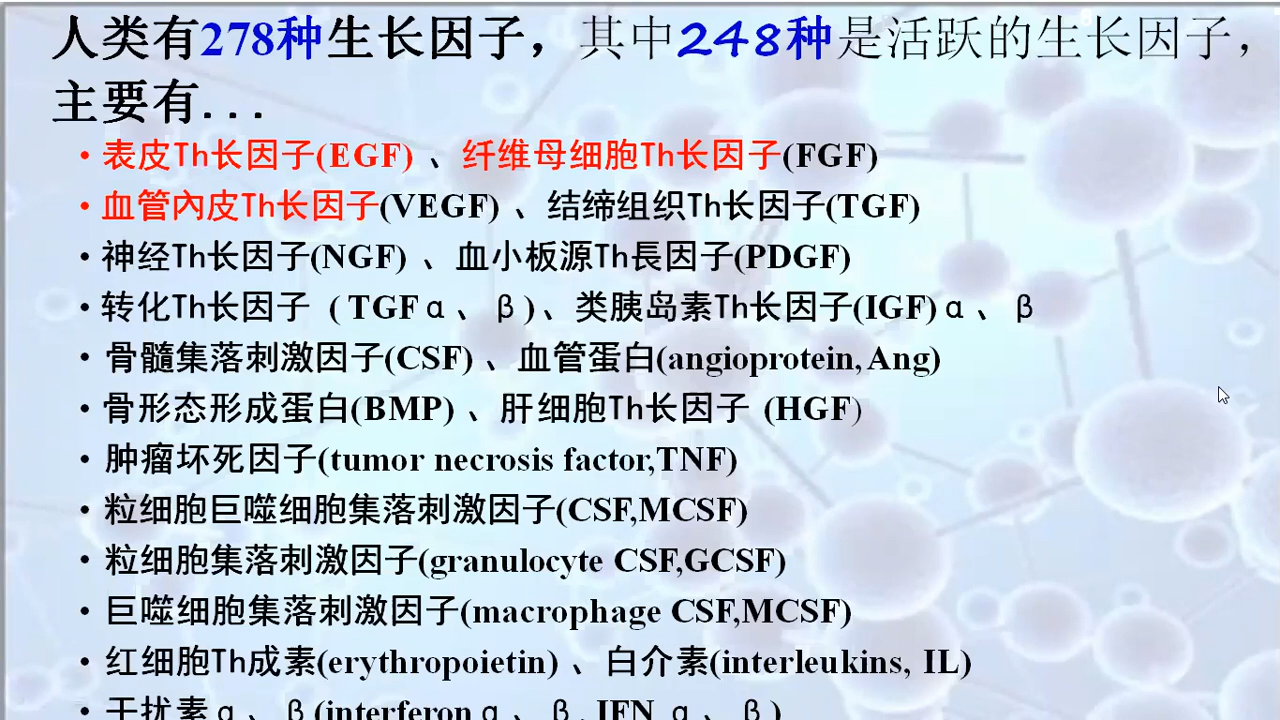 人类有278种生长因子，其中248种是活跃的生长因子，
主要有...
• 表皮Th长因子(EGF) 、纤维母细胞Th长因子(FGF)
• 血管內皮Th长因子(VEGF) 、结缔组织Th长因子(TGF)
• 神经Th长因子(NGF) 、血小板源Th長因子(PDGF)
• 转化Th长因子 ( TGFα、β)、类胰岛素Th长因子(IGF)α、β
• 骨髓集落刺激因子(CSF) 、血管蛋白(angioprotein, Ang)
• 骨形态形成蛋白(BMP) 、肝细胞Th长因子 (HGF)
• 肿瘤坏死因子(tumor necrosis factor,TNF)
• 粒细胞巨噬细胞集落刺激因子(CSF,MCSF)
• 粒细胞集落刺激因子(granulocyte CSF,GCSF)
• 巨噬细胞集落刺激因子(macrophage CSF,MCSF)
• 红细胞Th成素(erythropoietin) 、白介素(interleukins, IL)
• 干扰素α、β(interferonα、β, IFN α、β)